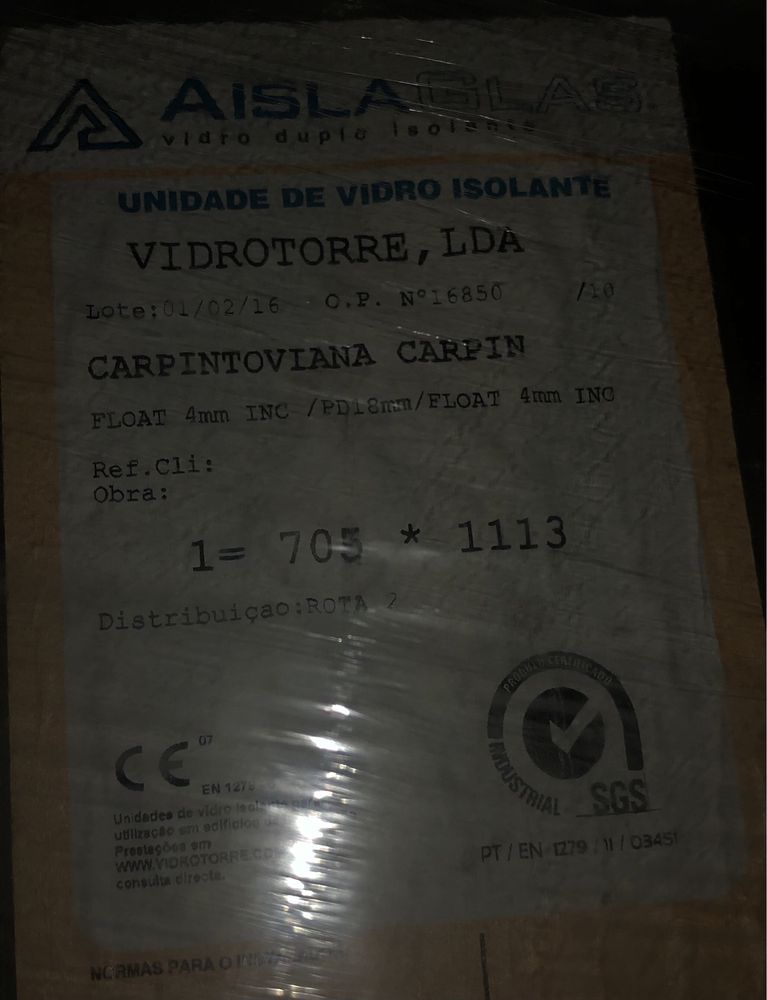 AISLAGLAS
vidro duplo isolante
UNIDADE DE VIDRO ISOLANTE
VIDROTORRE, LDA
Lote:01/02/16 O.P. Nº16850 /10
CARPINTOVIANA CARPIN
FLOAT 4mm INC /PD18mm/FLOAT 4mm INC
Ref.Cli:
Obra:
1= 705 * 1113
Distribuiçao:ROTA 2
PRODUTO CERTIFICADO
INDUSTRIAL
SGS
CE 07
EN 1279
PT / EN 1279 / 11 / 03451
Unidades de vidro isolante para
utilização em edifícios
Prestações em
WWW.VIDROTORRE.CO
consulta directa.
NORMAS PARA O